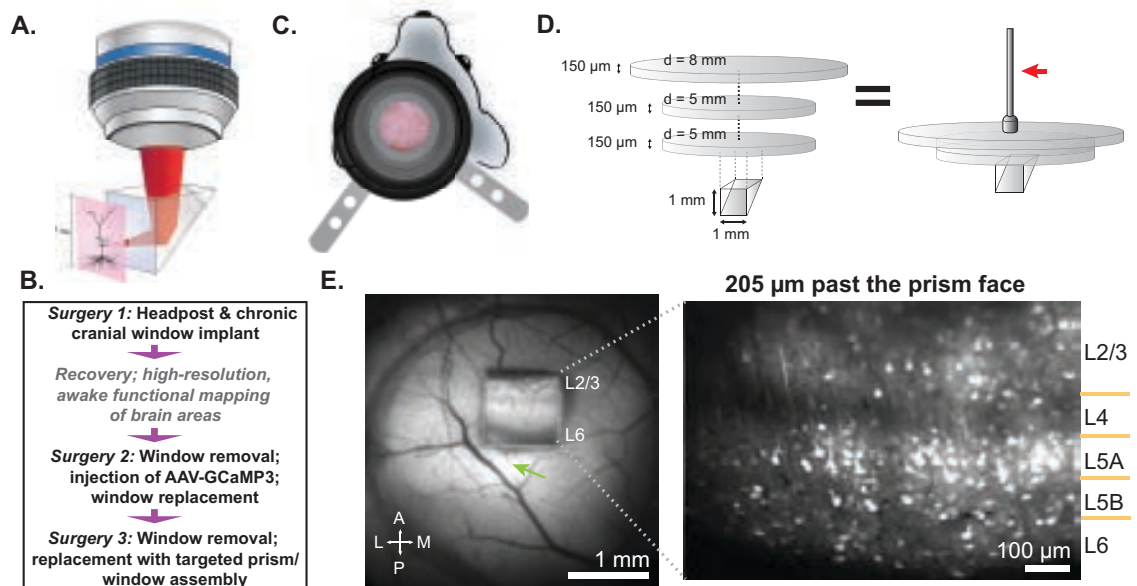 A.
C.
D.
150 µm
d = 8 mm
150 µm
d = 5 mm
150 µm
d = 5 mm
=
1 mm
1 mm
B.
Surgery 1: Headpost & chronic
cranial window implant
Recovery; high-resolution,
awake functional mapping
of brain areas
Surgery 2: Window removal;
injection of AAV-GCaMP3;
window replacement
Surgery 3: Window removal;
replacement with targeted prism/
window assembly
E.
L2/3
L6
A
L
M
P
1 mm
205 µm past the prism face
L2/3
L4
L5A
L5B
L6
100 µm